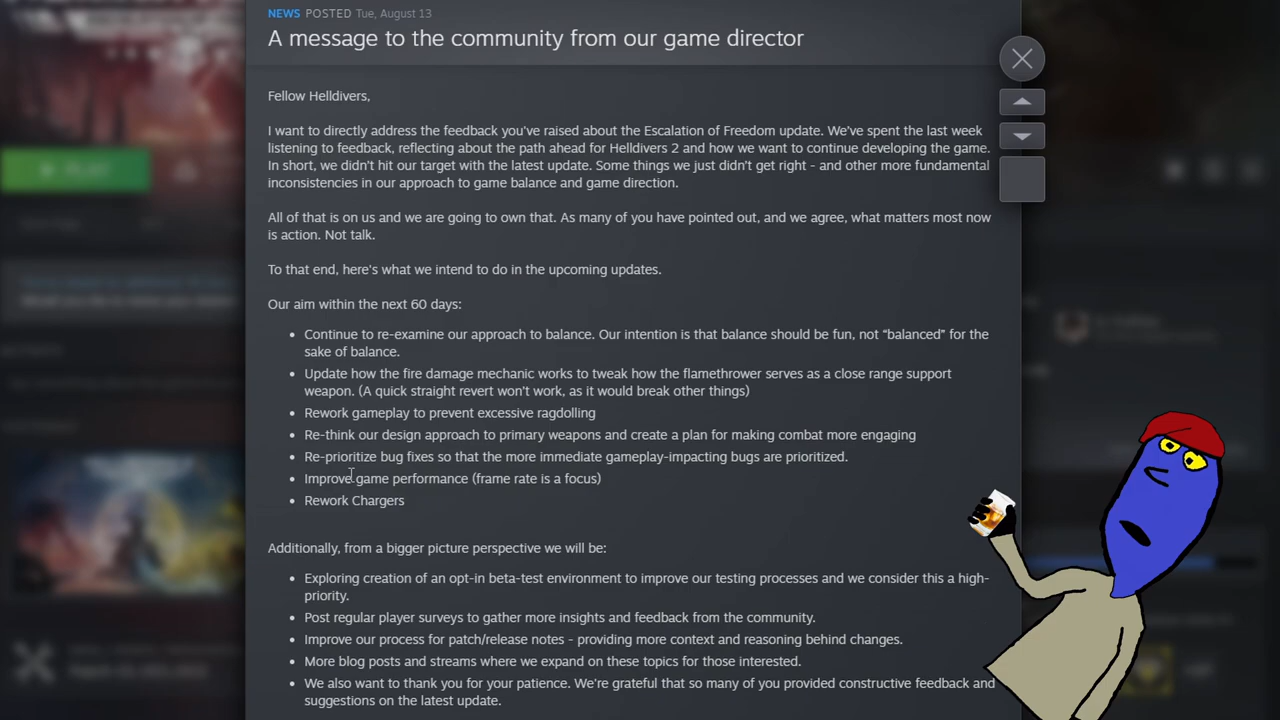 NEWS POSTED Tue, August 13
A message to the community from our game director
Fellow Helldivers,
I want to directly address the feedback you've raised about the Escalation of Freedom update. We've spent the last week
listening to feedback, reflecting about the path ahead for Helldivers 2 and how we want to continue developing the game.
In short, we didn't hit our target with the latest update. Some things we just didn't get right - and other more fundamental
inconsistencies in our approach to game balance and game direction.
All of that is on us and we are going to own that. As many of you have pointed out, and we agree, what matters most now
is action. Not talk.
To that end, here's what we intend to do in the upcoming updates.
Our aim within the next 60 days:
• Continue to re-examine our approach to balance. Our intention is that balance should be fun, not “balanced” for the
sake of balance.
• Update how the fire damage mechanic works to tweak how the flamethrower serves as a close range support
weapon. (A quick straight revert won't work, as it would break other things)
• Rework gameplay to prevent excessive ragdolling
• Re-think our design approach to primary weapons and create a plan for making combat more engaging
• Re-prioritize bug fixes so that the more immediate gameplay-impacting bugs are prioritized.
• Improve game performance (frame rate is a focus)
• Rework Chargers
Additionally, from a bigger picture perspective we will be:
• Exploring creation of an opt-in beta-test environment to improve our testing processes and we consider this a high-
priority.
• Post regular player surveys to gather more insights and feedback from the community.
• Improve our process for patch/release notes - providing more context and reasoning behind changes.
• More blog posts and streams where we expand on these topics for those interested.
• We also want to thank you for your patience. We're grateful that so many of you provided constructive feedback and
suggestions on the latest update.